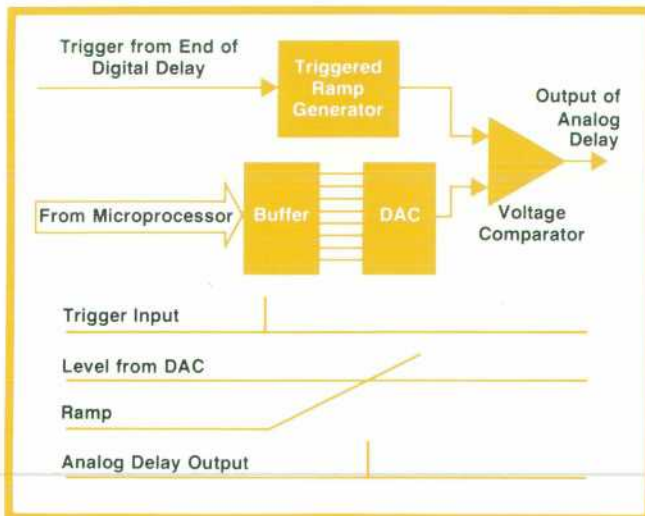 Trigger from End of
Digital Delay
Triggered
Ramp
Generator
Output of
Analog
Delay
From Microprocessor
Buffer
DAC
Voltage
Comparator
Trigger Input
Level from DAC
Ramp
Analog Delay Output